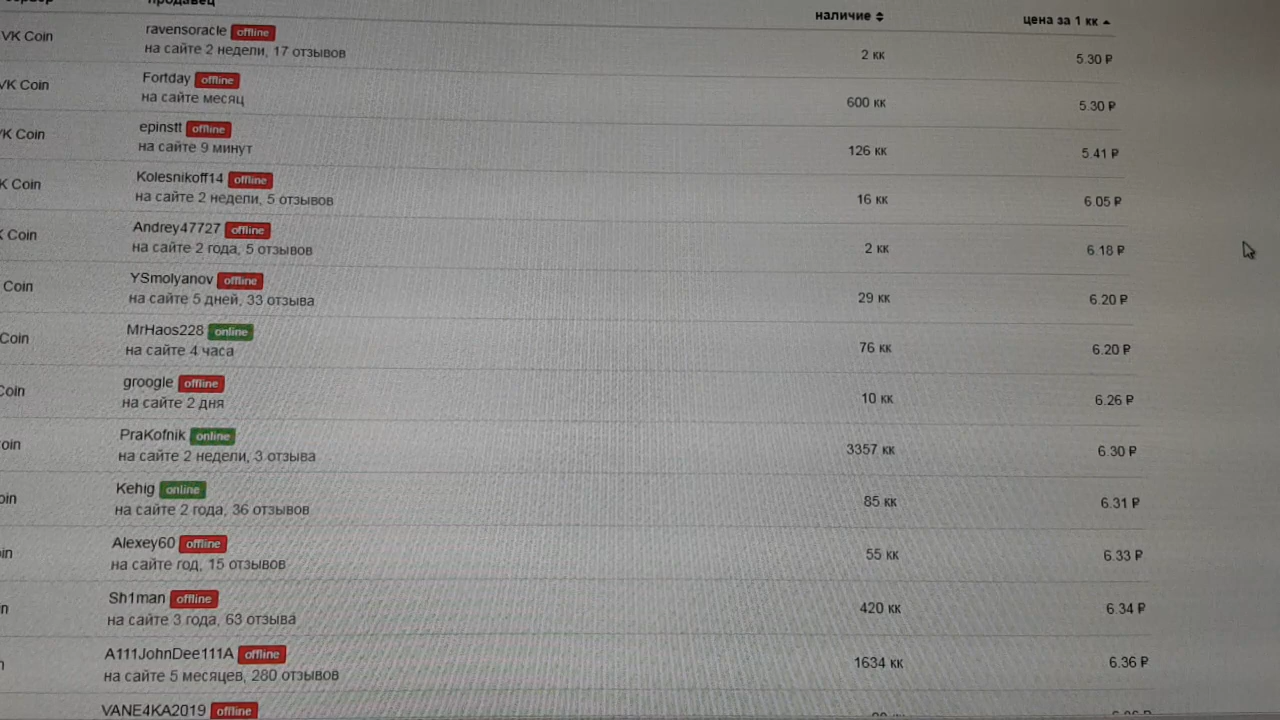 продавец
наличие
цена за 1 кк
VK Coin
ravensoracle offline
на сайте 2 недели, 17 отзывов
2 кк
5.30 ₽
VK Coin
Fortday offline
на сайте месяц
600 кк
5.30 ₽
VK Coin
epinstt offline
на сайте 9 минут
126 кк
5.41 ₽
K Coin
Kolesnikoff14 offline
на сайте 2 недели, 5 отзывов
16 кк
6.05 ₽
K Coin
Andrey47727 offline
на сайте 2 года, 5 отзывов
2 кк
6.18 ₽
Coin
YSmolyanov offline
на сайте 5 дней, 33 отзыва
29 кк
6.20 ₽
Coin
MrHaos228 online
на сайте 4 часа
76 кк
6.20 ₽
Coin
groogle offline
на сайте 2 дня
10 кк
6.26 ₽
oin
PraKofnik online
на сайте 2 недели, 3 отзыва
3357 кк
6.30 ₽
oin
Kehig online
на сайте 2 года, 36 отзывов
85 кк
6.31 ₽
in
Alexey60 offline
на сайте год, 15 отзывов
55 кк
6.33 ₽
n
Sh1man offline
на сайте 3 года, 63 отзыва
420 кк
6.34 ₽
A111JohnDee111A offline
на сайте 5 месяцев, 280 отзывов
1634 кк
6.36 ₽
VANE4KA2019 offline